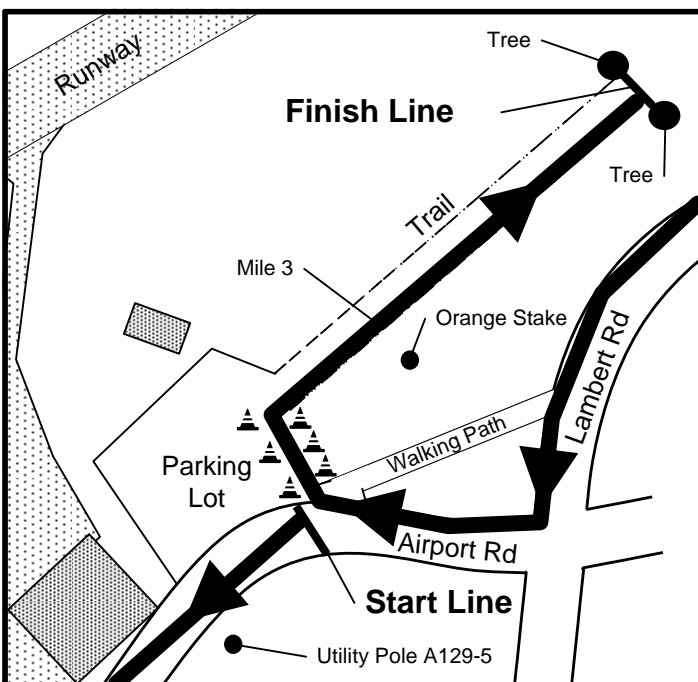 Runway
Tree
Finish Line
Tree
Trail
Mile 3
Orange Stake
Lambert Rd
Walking Path
Parking
Lot
Airport Rd
Start Line
Utility Pole A129-5